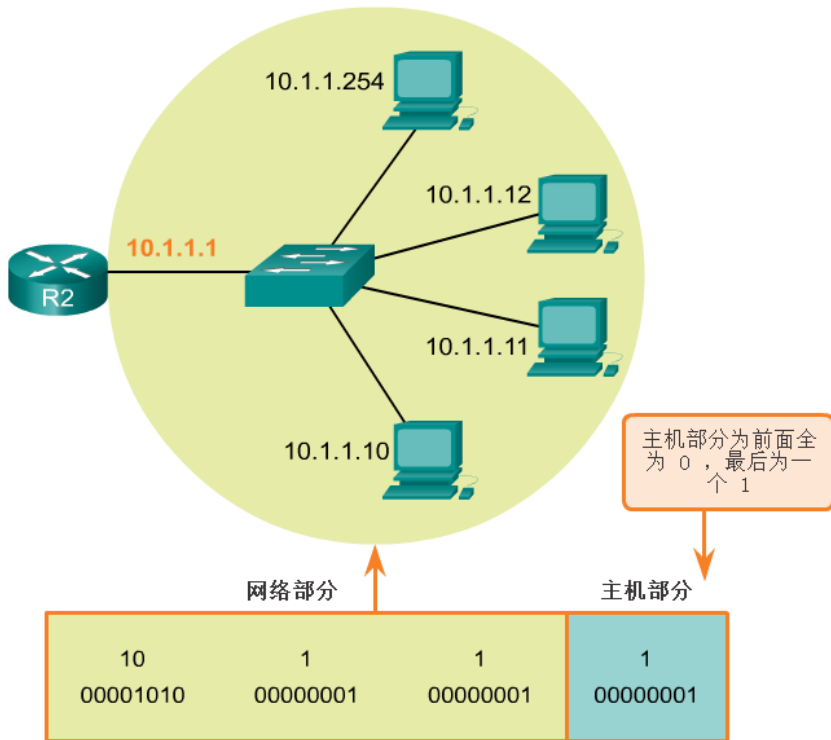 10.1.1.254
10.1.1.12
10.1.1.1
R2
10.1.1.11
10.1.1.10
主机部分为前面全
为 0 ，最后为一
个 1
网络部分
主机部分
10 1 1 1
00001010 00000001 00000001 00000001